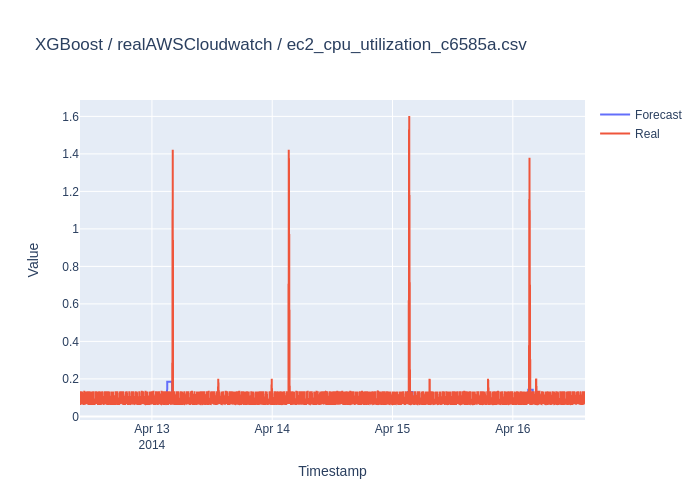 XGBoost / realAWSCloudwatch / ec2_cpu_utilization_c6585a.csv
Forecast
Real
1.6
1.4
1.2
1
0.8
0.6
0.4
0.2
0
Value
Apr 13
2014
Apr 14
Apr 15
Apr 16
Timestamp